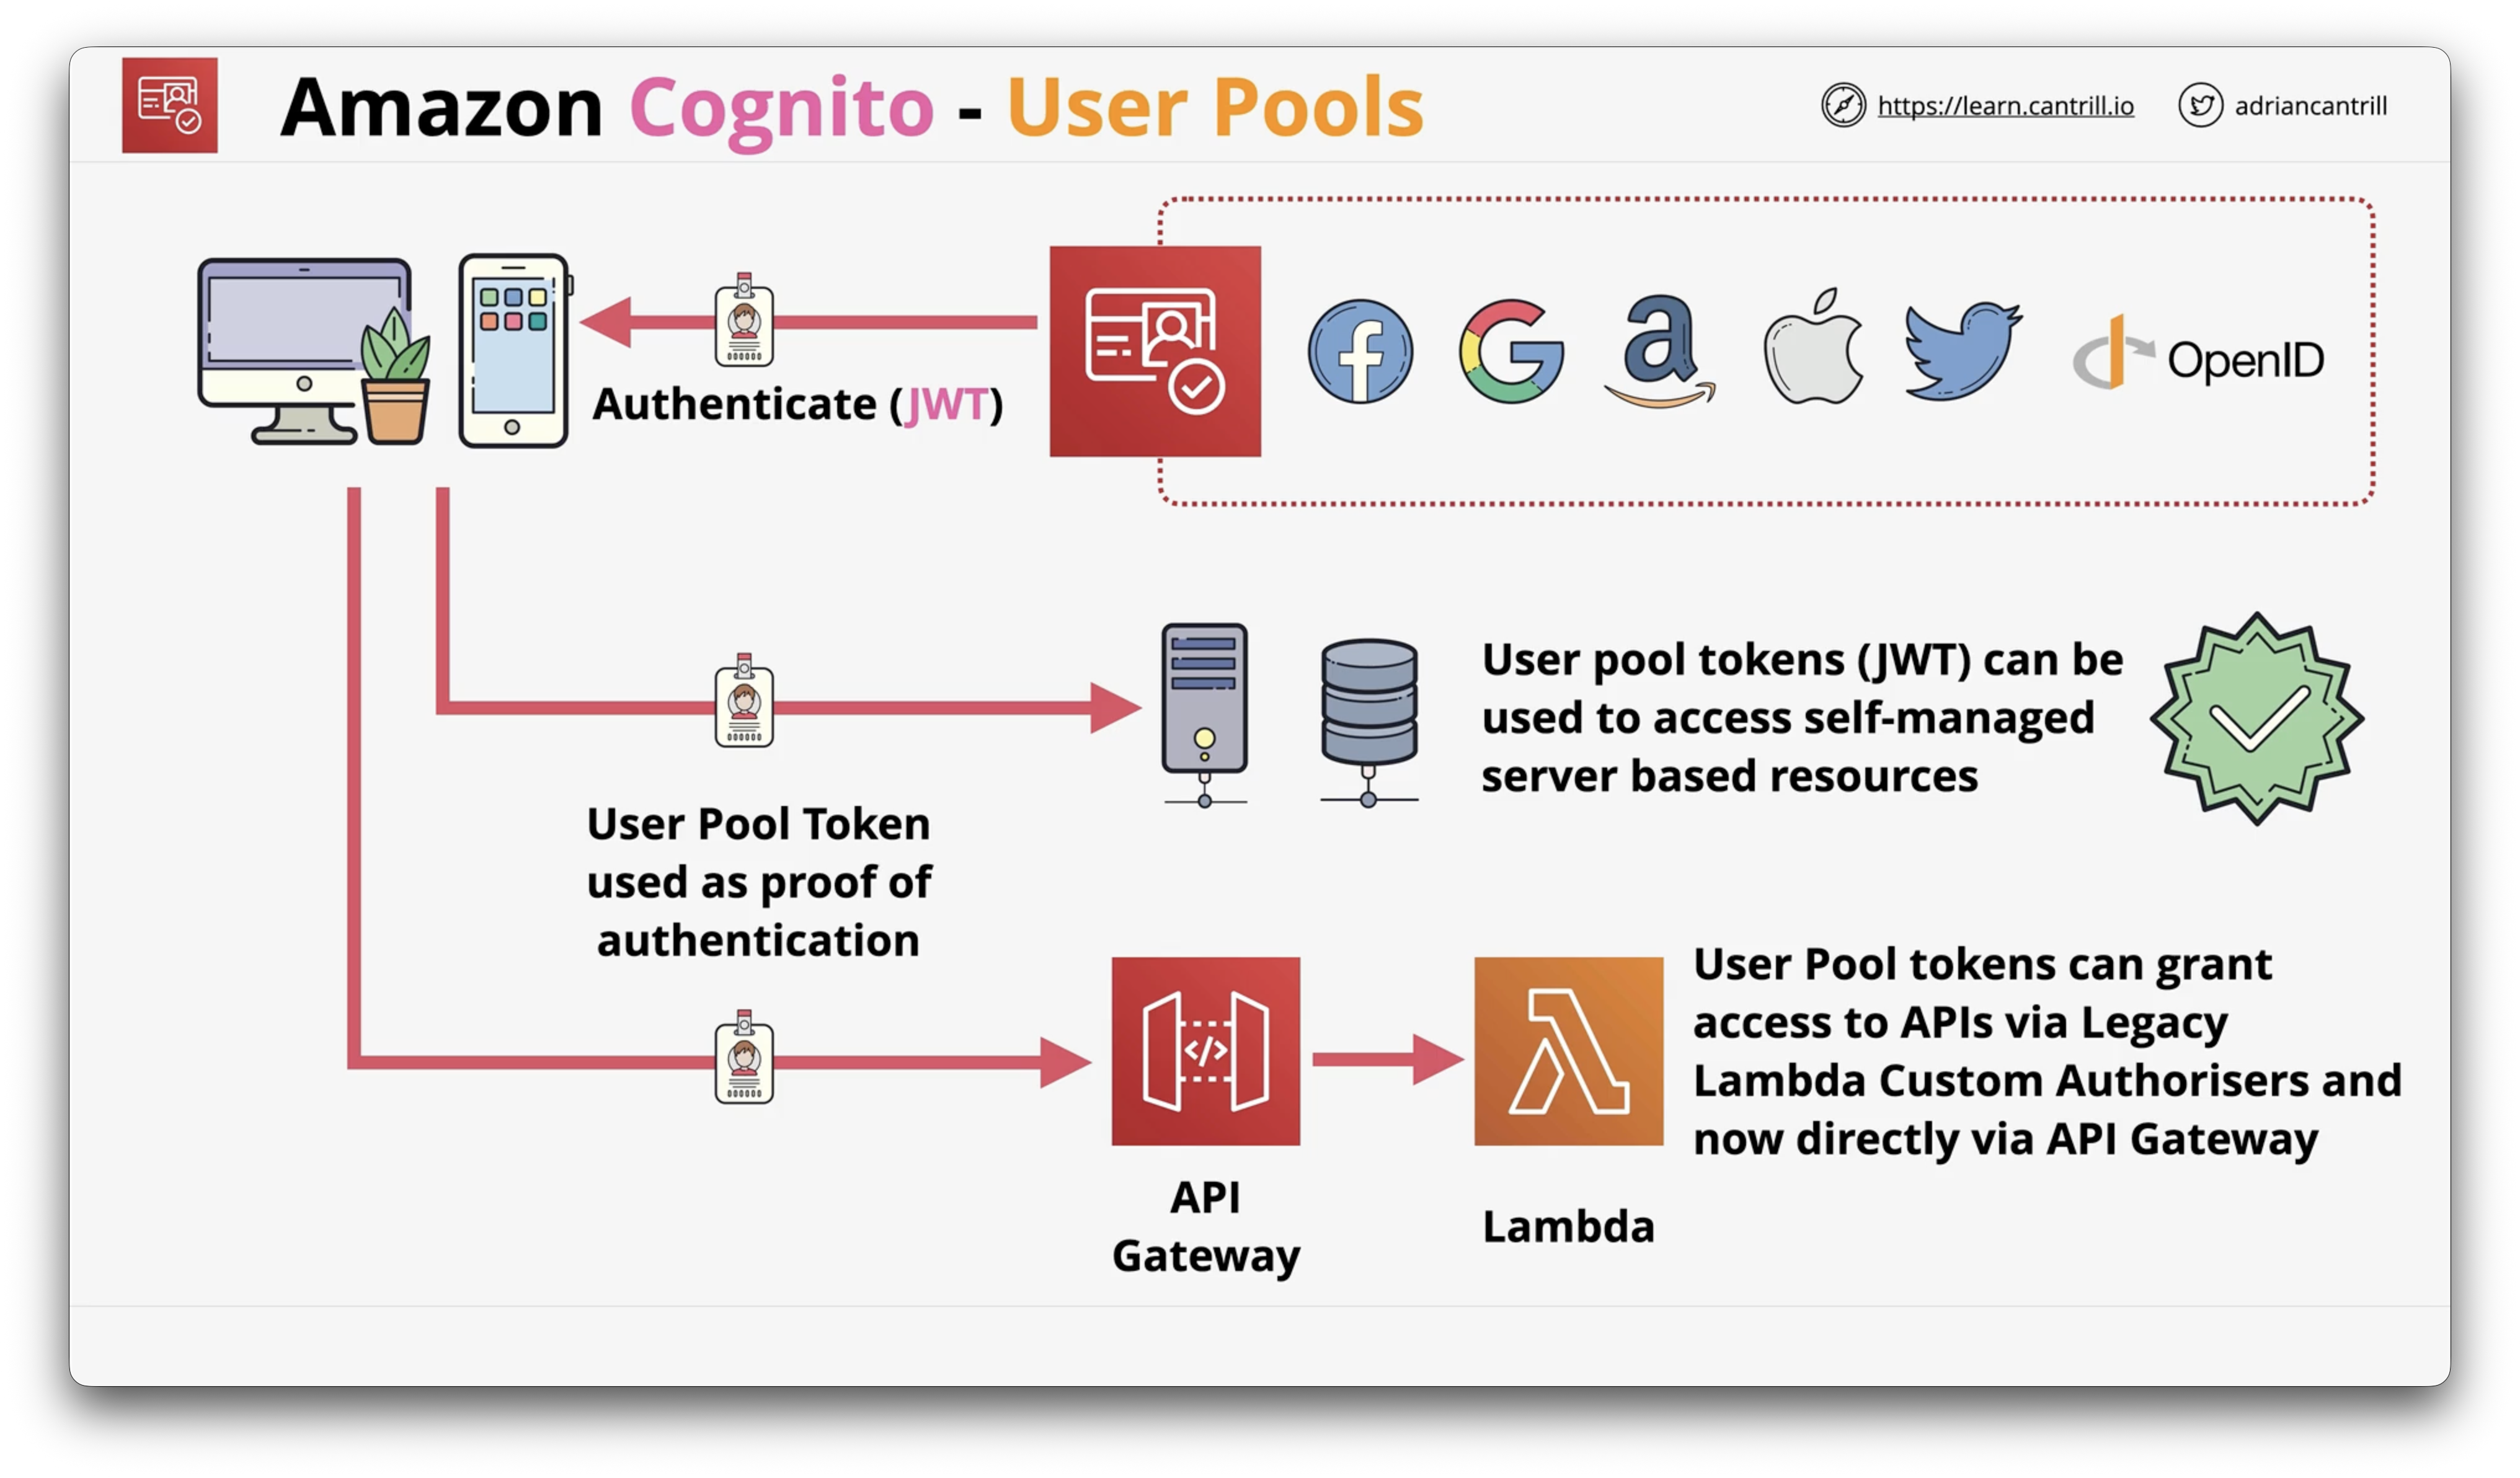 Amazon Cognito - User Pools
https://learn.cantrill.io
adriancantrill
Authenticate (JWT)
OpenID
User pool tokens (JWT) can be
used to access self-managed
server based resources
User Pool Token
used as proof of
authentication
User Pool tokens can grant
access to APIs via Legacy
Lambda Custom Authorisers and
now directly via API Gateway
API
Gateway
Lambda